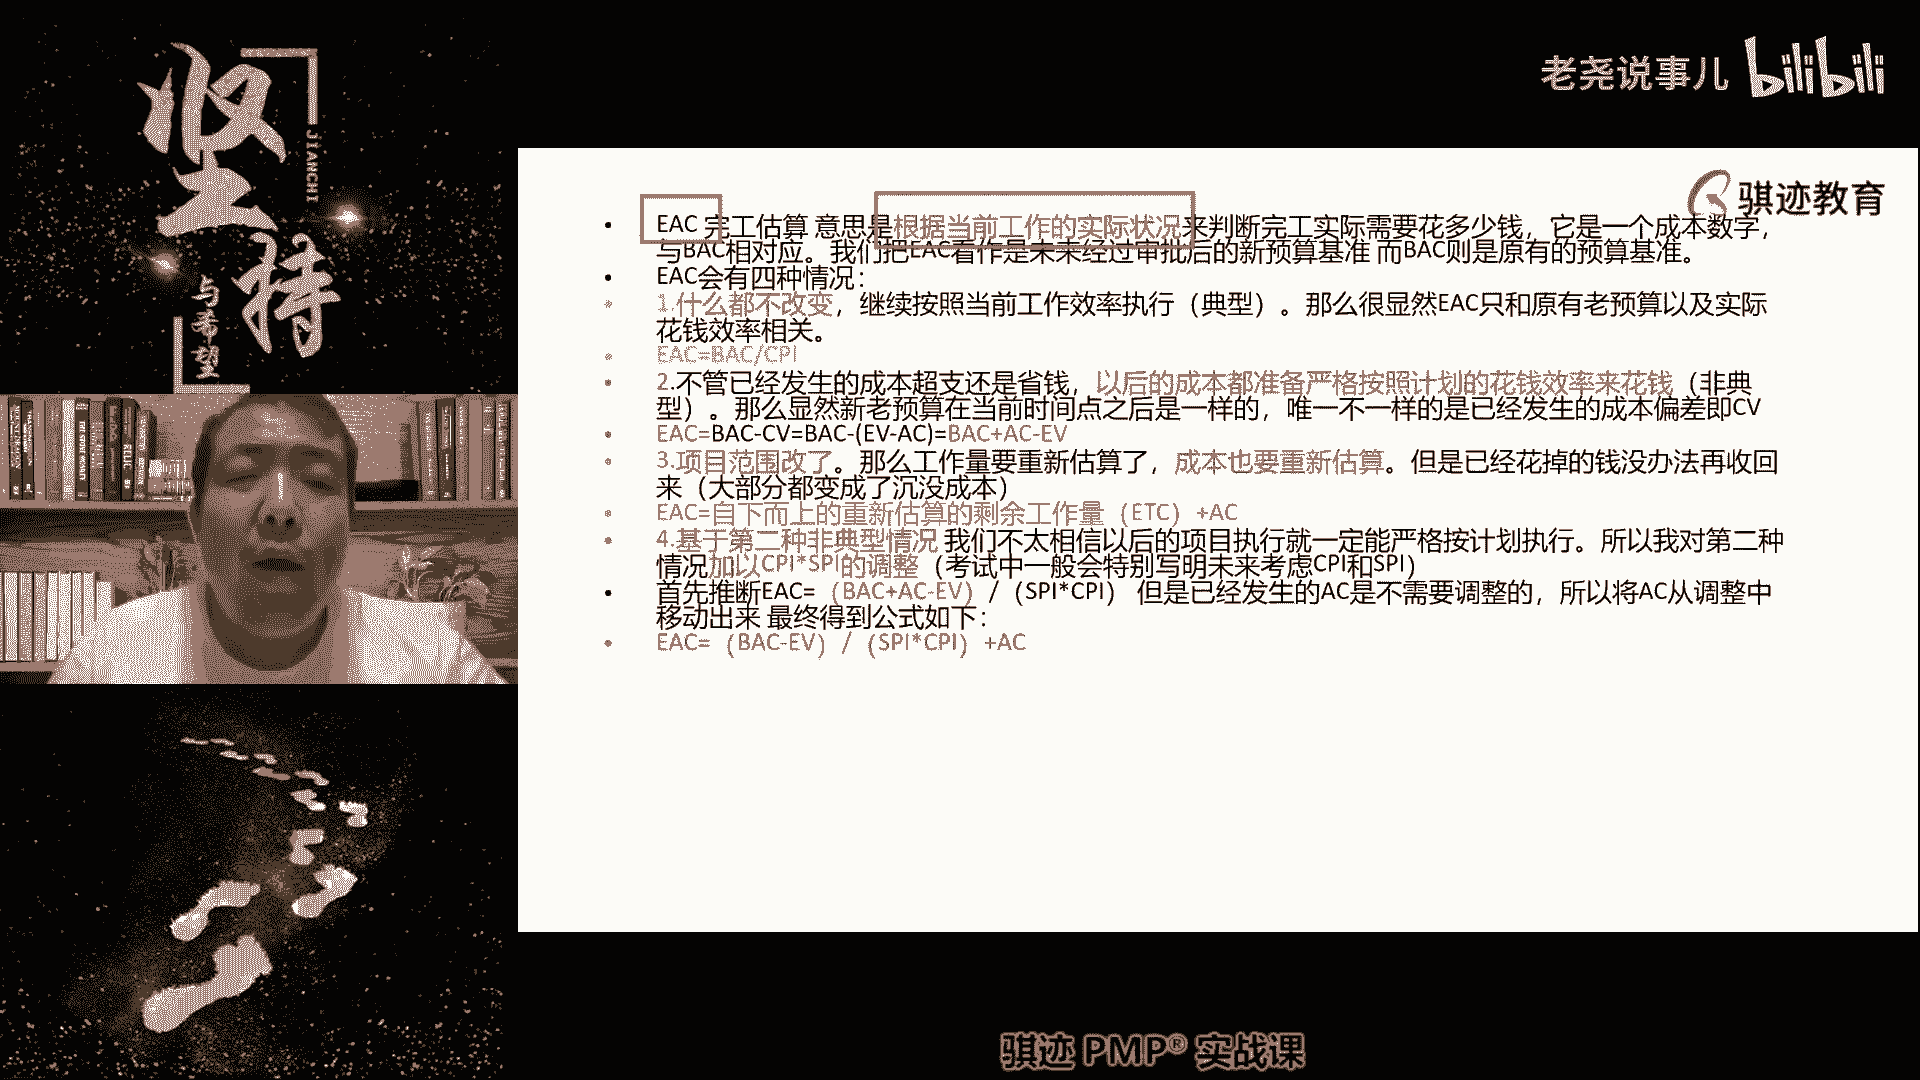 坚持
JIANCHI
与希望
老尧说事儿 bilibili
骐迹教育
EAC 完工估算 意思是根据当前工作的实际状况来判断完工实际需要花多少钱，它是一个成本数字，
与BAC相对应。我们把EAC看作是未来经过审批后的新预算基准 而BAC则是原有的预算基准。
EAC会有四种情况：
1.什么都不改变，继续按照当前工作效率执行（典型）。那么很显然EAC只和原有老预算以及实际
花钱效率相关。
EAC=BAC/CPI
2.不管已经发生的成本超支还是省钱，以后的成本都准备严格按照计划的花钱效率来花钱（非典
型）。那么显然新老预算在当前时间点之后是一样的，唯一不一样的是已经发生的成本偏差即CV
EAC=BAC-CV=BAC-(EV-AC)=BAC+AC-EV
3.项目范围改了。那么工作量要重新估算了，成本也要重新估算。但是已经花掉的钱没办法再收回
来（大部分都变成了沉没成本）
EAC=自下而上的重新估算的剩余工作量（ETC）+AC
4.基于第二种非典型情况 我们不太相信以后的项目执行就一定能严格按计划执行。所以我对第二种
情况加以CPI*SPI的调整（考试中一般会特别写明未来考虑CPI和SPI）
首先推断EAC=（BAC+AC-EV）/（SPI*CPI） 但是已经发生的AC是不需要调整的，所以将AC从调整中
移动出来 最终得到公式如下：
EAC=（BAC-EV）/（SPI*CPI）+AC
骐迹 PMP® 实战课